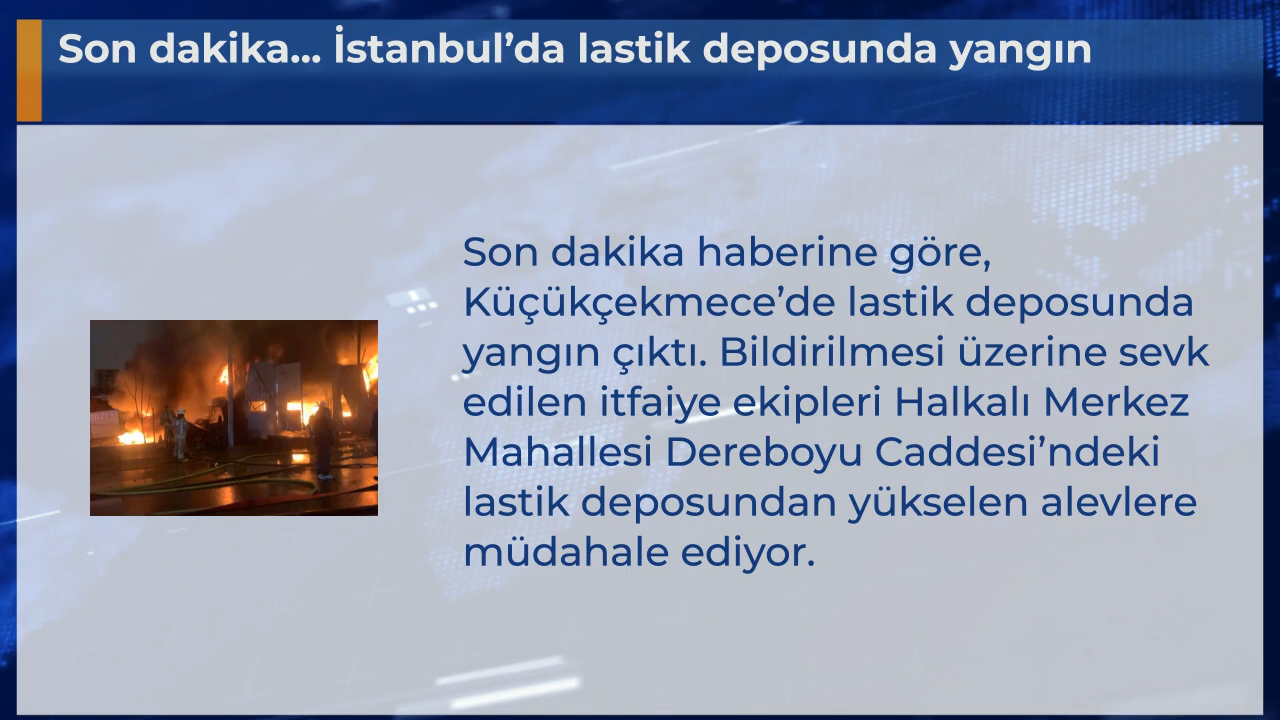 Son dakika... İstanbul’da lastik deposunda yangın
Son dakika haberine göre,
Küçükçekmece’de lastik deposunda
yangın çıktı. Bildirilmesi üzerine sevk
edilen itfaiye ekipleri Halkalı Merkez
Mahallesi Dereboyu Caddesi’ndeki
lastik deposundan yükselen alevlere
müdahale ediyor.